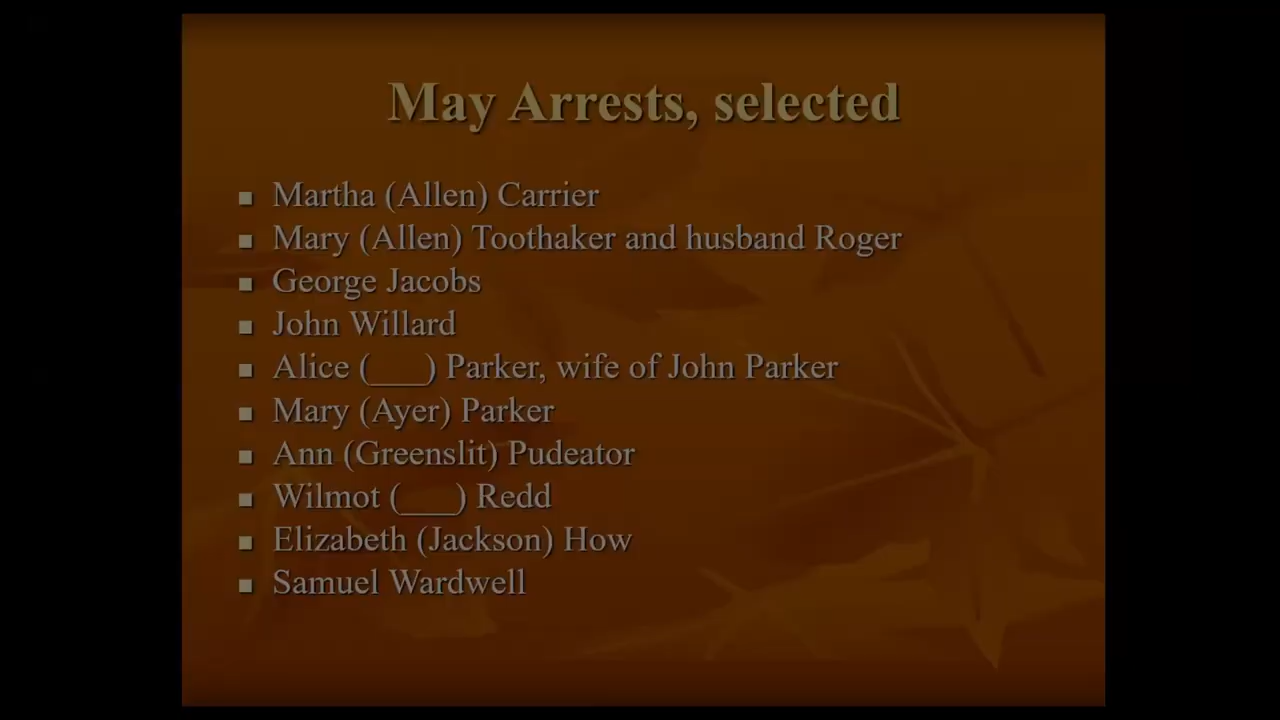 May Arrests, selected
Martha (Allen) Carrier
Mary (Allen) Toothaker and husband Roger
George Jacobs
John Willard
Alice (___) Parker, wife of John Parker
Mary (Ayer) Parker
Ann (Greenslit) Pudeator
Wilmot (___) Redd
Elizabeth (Jackson) How
Samuel Wardwell